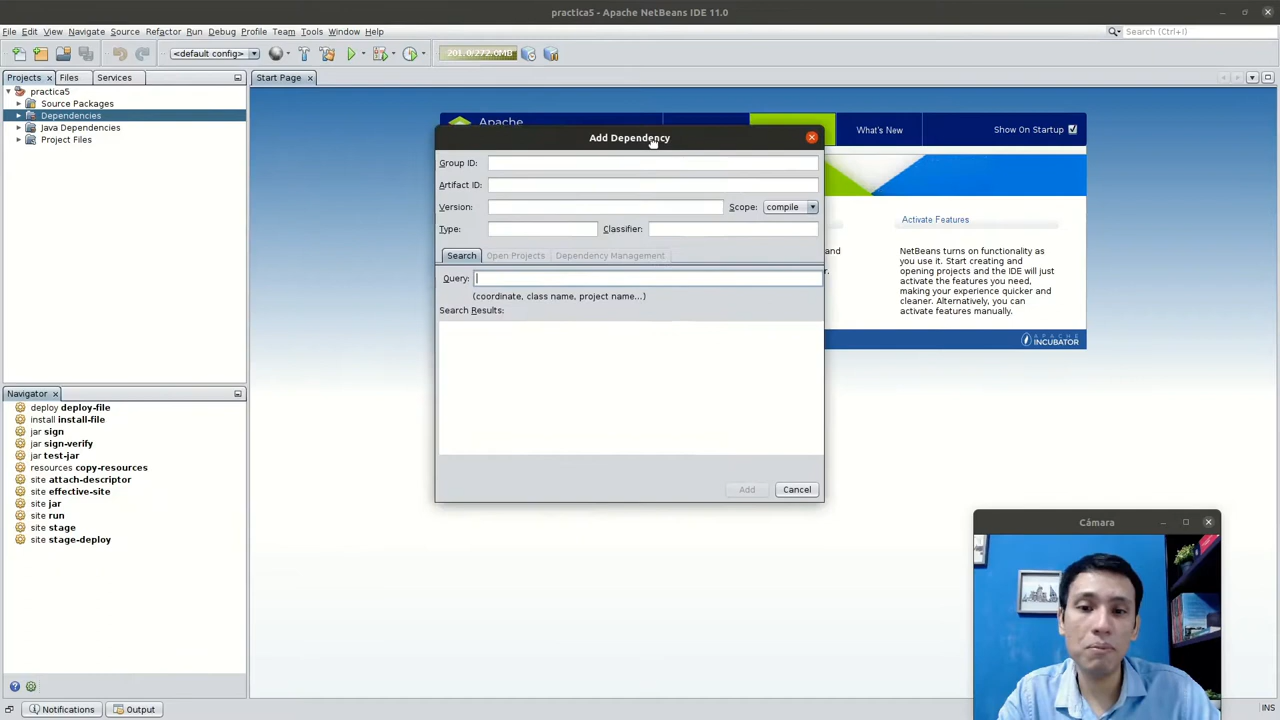 practica5 - Apache NetBeans IDE 11.0
File Edit View Navigate Source Refactor Run Debug Profile Team Tools Window Help
Search (Ctrl+I)
<default config>
201.0/272.0MB
Projects Files Services
Start Page
practica5
Source Packages
Dependencies
Java Dependencies
Project Files
Apache
What's New
Show On Startup
Add Dependency
Group ID:
Artifact ID:
Version:
Scope: compile
Type:
Classifier:
Search Open Projects Dependency Management
Query:
(coordinate, class name, project name...)
Search Results:
Add Cancel
Activate Features
and
NetBeans turns on functionality as
you use it. Start creating and
opening projects and the IDE will just
activate the features you need,
making your experience quicker and
cleaner. Alternatively, you can
activate features manually.
APACHE
INCUBATOR
Navigator
deploy deploy-file
install install-file
jar sign
jar sign-verify
jar test-jar
resources copy-resources
site attach-descriptor
site effective-site
site jar
site run
site stage
site stage-deploy
Cámara
Notifications Output
INS